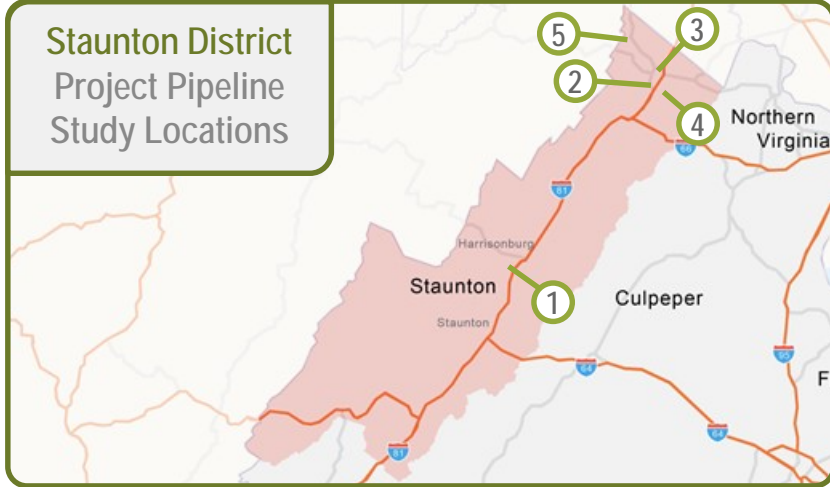 Staunton District
Project Pipeline
Study Locations
5
3
2
4
Northern
Virginia
66
81
Harrisonburg
Staunton
1
Culpeper
Staunton
95
64
F
64
81